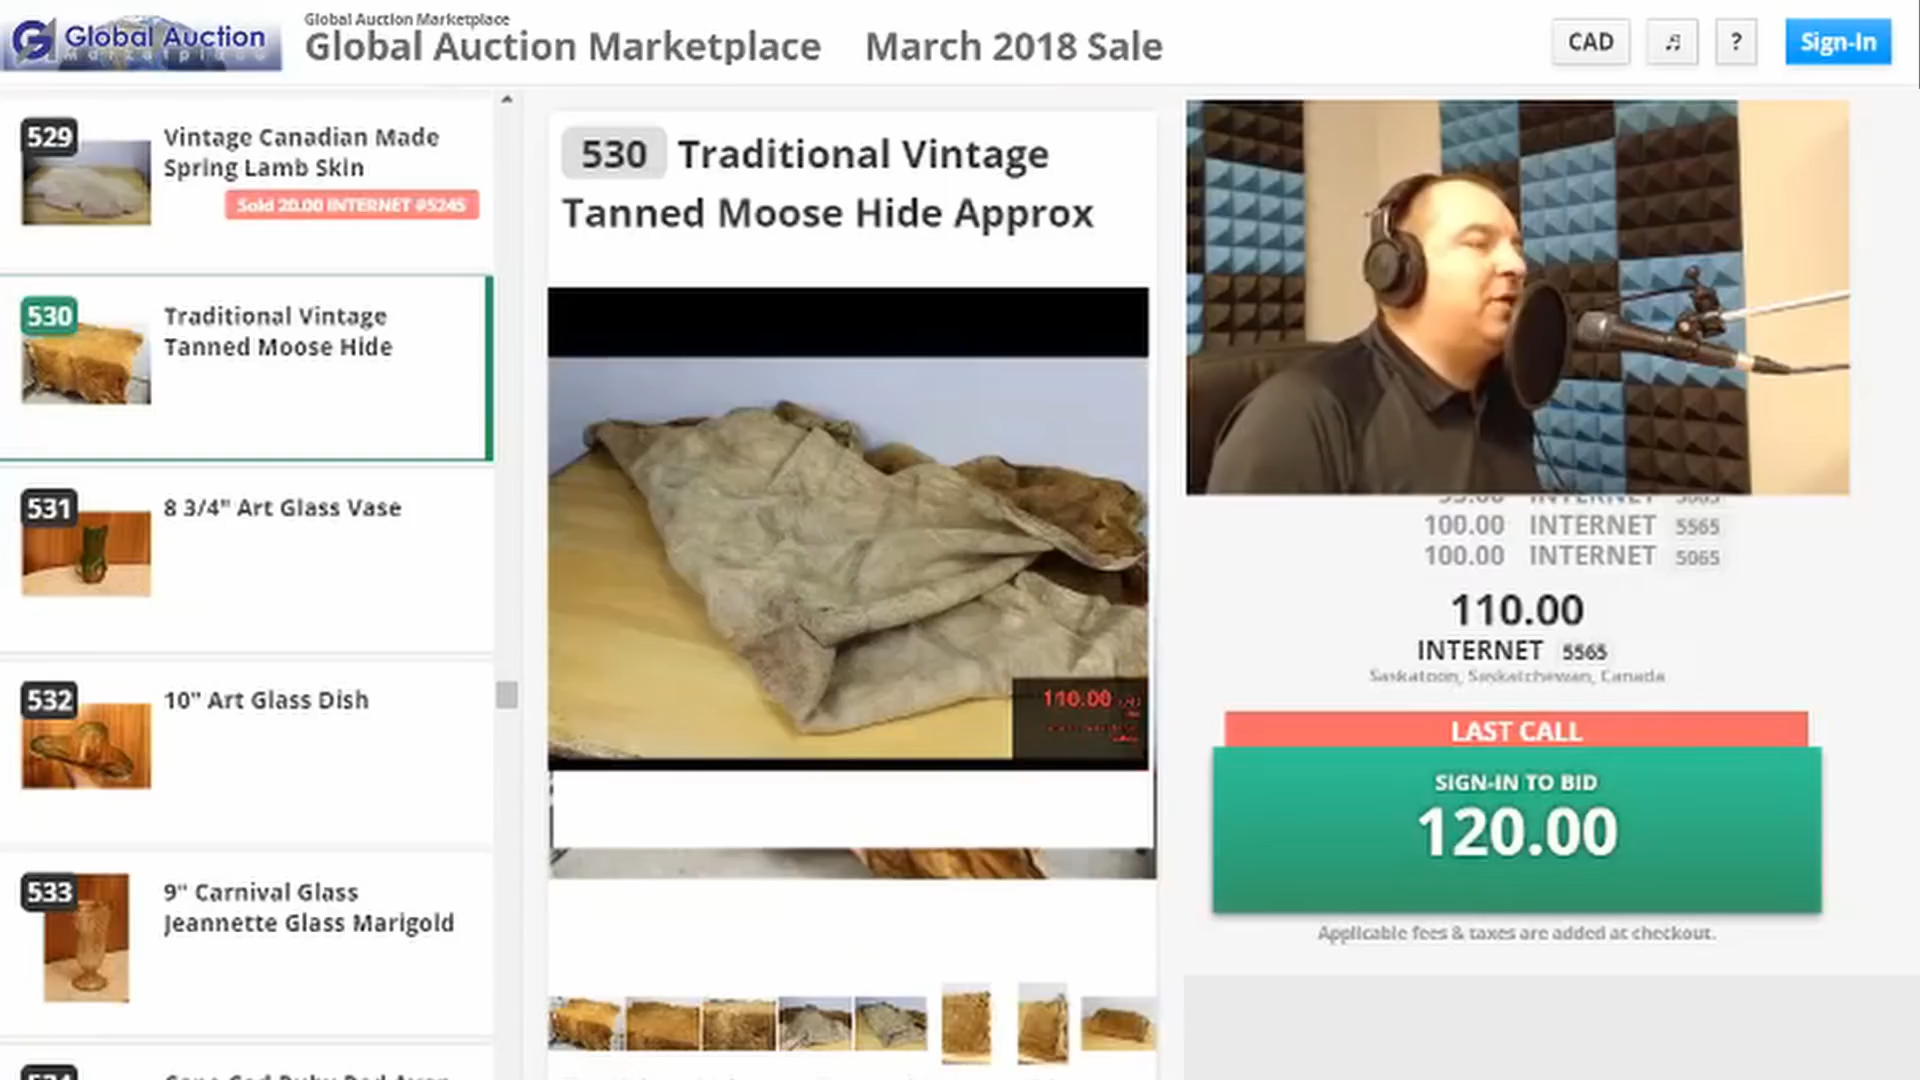 Global Auction
Marketplace
Global Auction Marketplace
Global Auction Marketplace March 2018 Sale
CAD
?
Sign-In
529
Vintage Canadian Made
Spring Lamb Skin
Sold 20.00 INTERNET #5245
530
Traditional Vintage
Tanned Moose Hide
531
8 3/4" Art Glass Vase
532
10" Art Glass Dish
533
9" Carnival Glass
Jeannette Glass Marigold
530 Traditional Vintage
Tanned Moose Hide Approx
110.00
INTERNET
100.00 INTERNET 5565
100.00 INTERNET 5065
110.00
INTERNET 5565
Saskatoon, Saskatchewan, Canada
LAST CALL
SIGN-IN TO BID
120.00
Applicable fees & taxes are added at checkout.